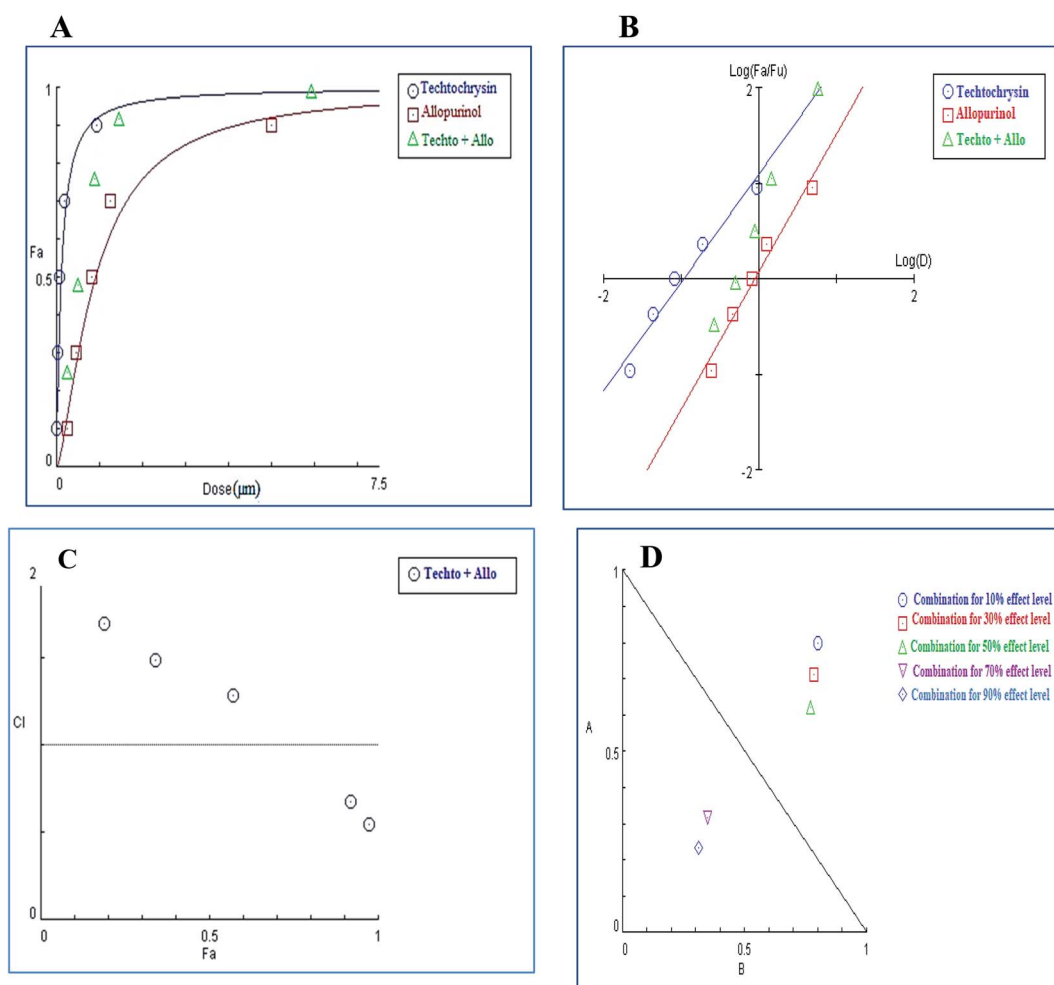 A
1
Techtochrysin
Allopurinol
Techto + Allo
Fa
0.5
0
0
Dose(µm)
7.5
B
Log(Fa/Fu)
2
Techtochrysin
Allopurinol
Techto + Allo
Log(D)
-2
2
-2
C
2
Techto + Allo
CI
0
0
0.5
1
Fa
D
1
Combination for 10% effect level
Combination for 30% effect level
Combination for 50% effect level
Combination for 70% effect level
Combination for 90% effect level
A
0.5
0
0
0.5
1
B